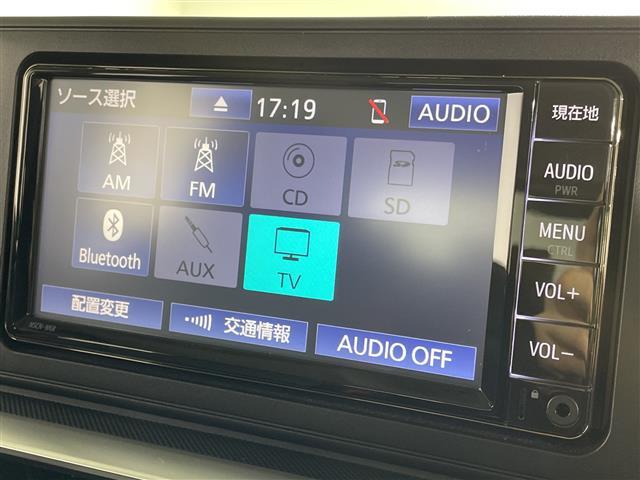 ソース選択
17:19
AUDIO
AM
FM
CD
SD
Bluetooth
AUX
TV
配置変更
交通情報
AUDIO OFF
現在地
AUDIO
PWR
MENU
CTRL
VOL+
VOL−